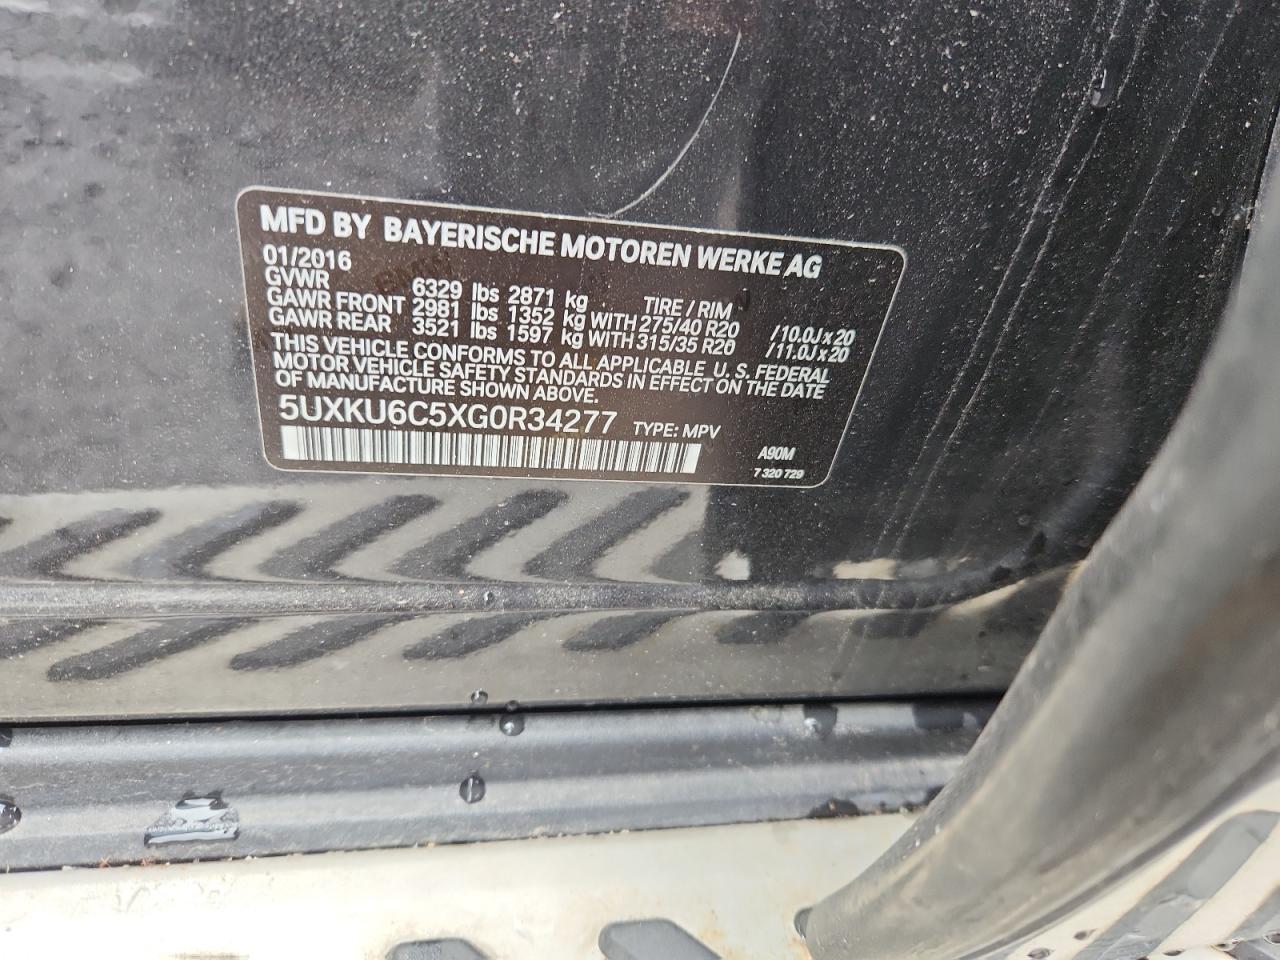 MFD BY BAYERISCHE MOTOREN WERKE AG
01/2016
GVWR 6329 lbs 2871 kg TIRE / RIM
GAWR FRONT 2981 lbs 1352 kg WITH 275/40 R20 /10.0J x 20
GAWR REAR 3521 lbs 1597 kg WITH 315/35 R20 /11.0J x 20
THIS VEHICLE CONFORMS TO ALL APPLICABLE U. S. FEDERAL
MOTOR VEHICLE SAFETY STANDARDS IN EFFECT ON THE DATE
OF MANUFACTURE SHOWN ABOVE.
5UXKU6C5XG0R34277 TYPE: MPV
A90M
7 320 729